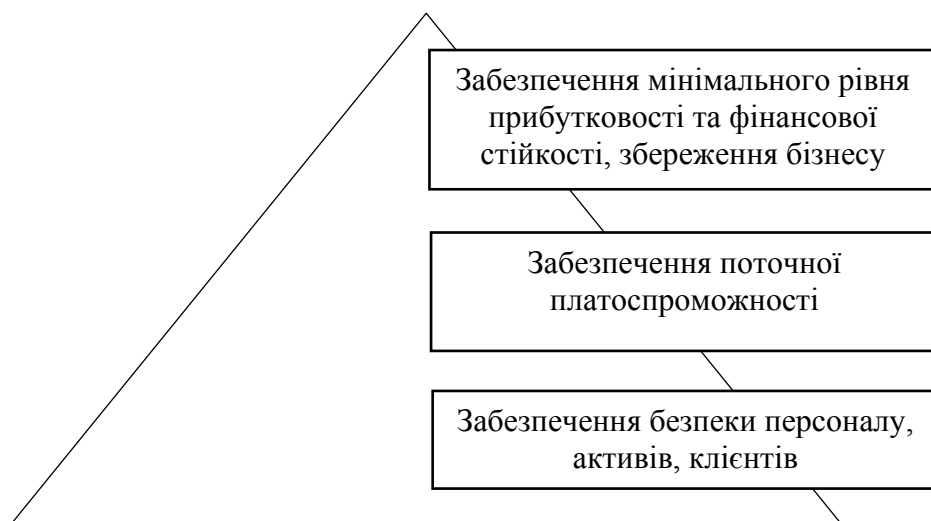 Забезпечення мінімального рівня
прибутковості та фінансової
стійкості, збереження бізнесу
Забезпечення поточної
платоспроможності
Забезпечення безпеки персоналу,
активів, клієнтів